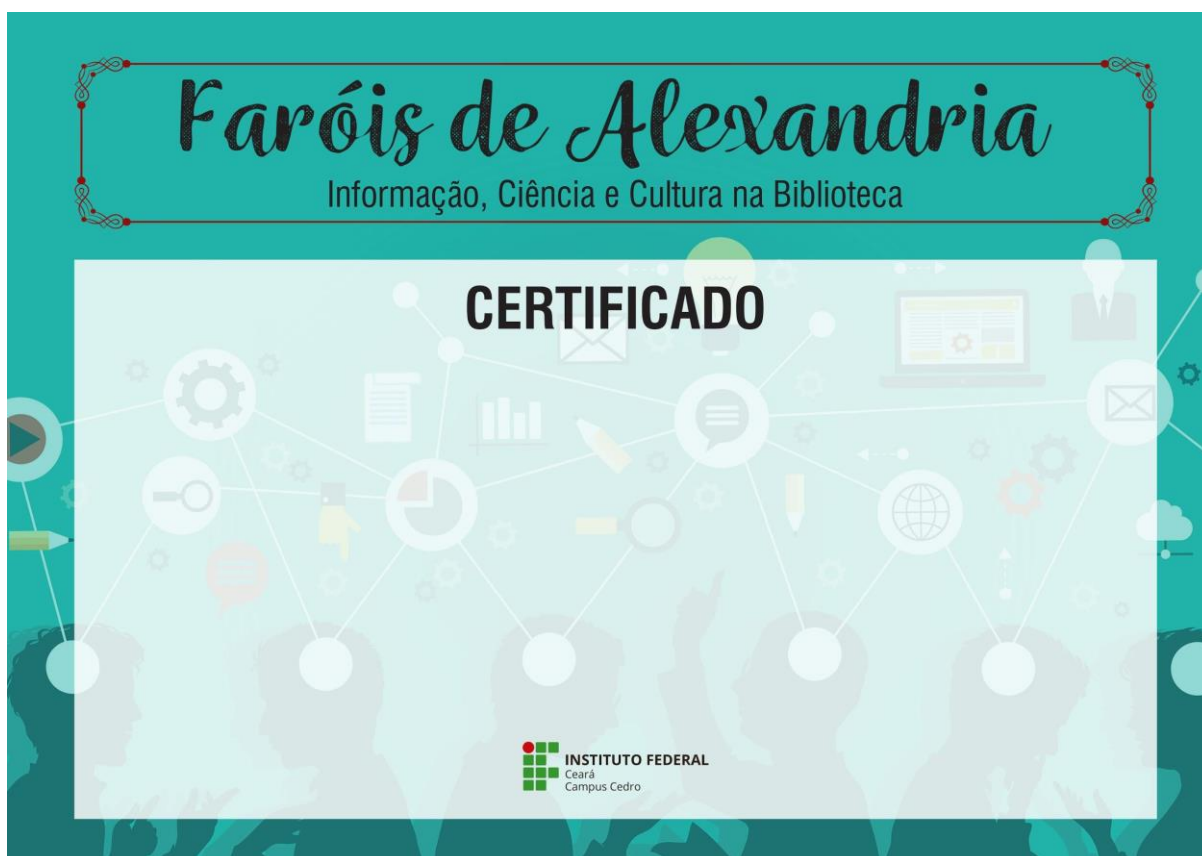 Faróis de Alexandria
Informação, Ciência e Cultura na Biblioteca
CERTIFICADO
INSTITUTO FEDERAL
Ceará
Campus Cedro